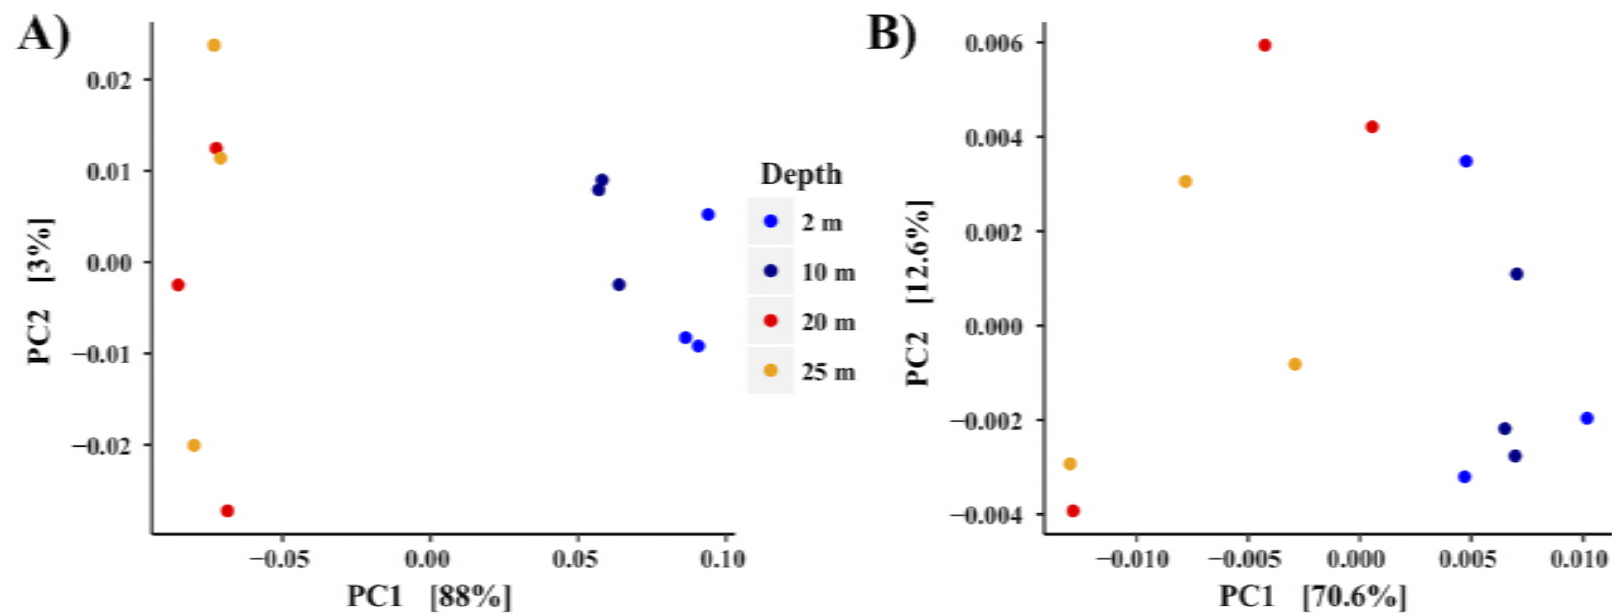 A)
0.02
0.01
0.00
−0.01
−0.02
PC2 [3%]
−0.05
0.00
0.05
0.10
PC1 [88%]
Depth
2 m
10 m
20 m
25 m
B)
0.006
0.004
0.002
0.000
−0.002
−0.004
PC2 [12.6%]
−0.010
−0.005
0.000
0.005
0.010
PC1 [70.6%]